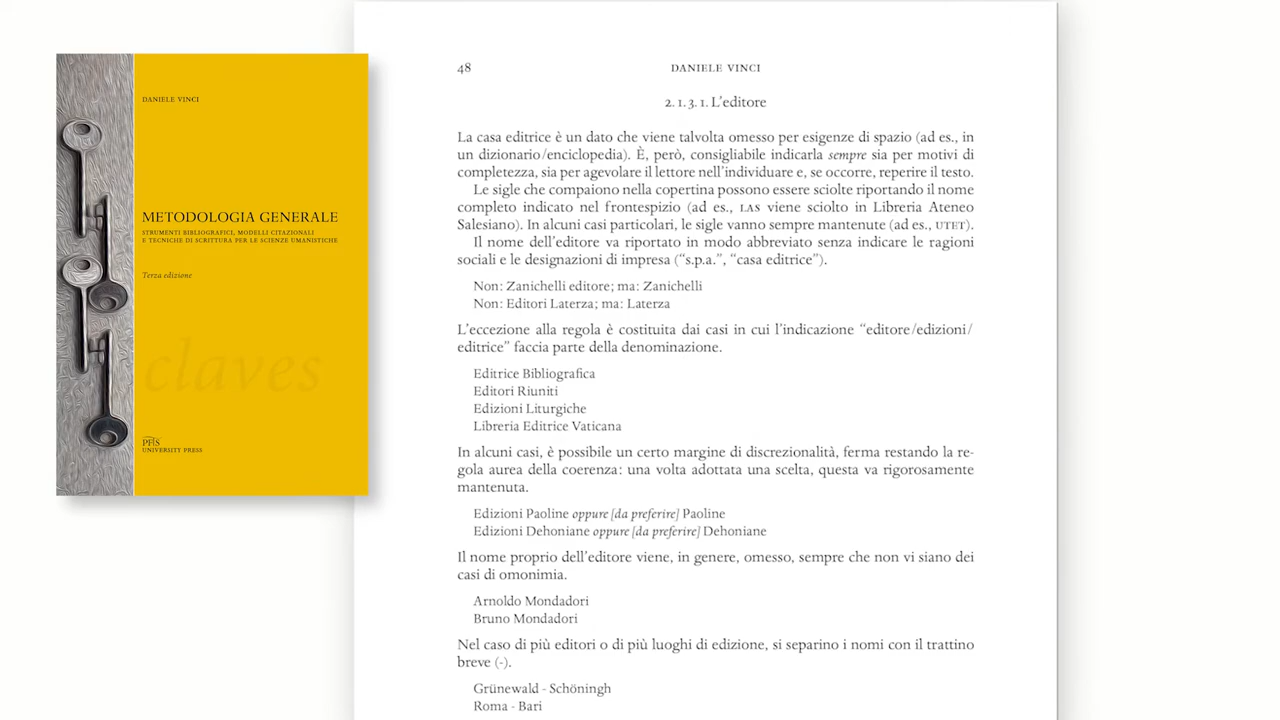 DANIELE VINCI
METODOLOGIA GENERALE
STRUMENTI BIBLIOGRAFICI, MODELLI CITAZIONALI
E TECNICHE DI SCRITTURA PER LE SCIENZE UMANISTICHE
Terza edizione
claves
PFTS
UNIVERSITY PRESS
48
DANIELE VINCI
2. 1. 3. 1. L’editore
La casa editrice è un dato che viene talvolta omesso per esigenze di spazio (ad es., in
un dizionario/enciclopedia). È, però, consigliabile indicarla sempre sia per motivi di
completezza, sia per agevolare il lettore nell’individuare e, se occorre, reperire il testo.
Le sigle che compaiono nella copertina possono essere sciolte riportando il nome
completo indicato nel frontespizio (ad es., LAS viene sciolto in Libreria Ateneo
Salesiano). In alcuni casi particolari, le sigle vanno sempre mantenute (ad es., UTET).
Il nome dell’editore va riportato in modo abbreviato senza indicare le ragioni
sociali e le designazioni di impresa (“s.p.a.”, “casa editrice”).
Non: Zanichelli editore; ma: Zanichelli
Non: Editori Laterza; ma: Laterza
L’eccezione alla regola è costituita dai casi in cui l’indicazione “editore/edizioni/
editrice” faccia parte della denominazione.
Editrice Bibliografica
Editori Riuniti
Edizioni Liturgiche
Libreria Editrice Vaticana
In alcuni casi, è possibile un certo margine di discrezionalità, ferma restando la re-
gola aurea della coerenza: una volta adottata una scelta, questa va rigorosamente
mantenuta.
Edizioni Paoline oppure [da preferire] Paoline
Edizioni Dehoniane oppure [da preferire] Dehoniane
Il nome proprio dell’editore viene, in genere, omesso, sempre che non vi siano dei
casi di omonimia.
Arnoldo Mondadori
Bruno Mondadori
Nel caso di più editori o di più luoghi di edizione, si separino i nomi con il trattino
breve (-).
Grünewald - Schöningh
Roma - Bari